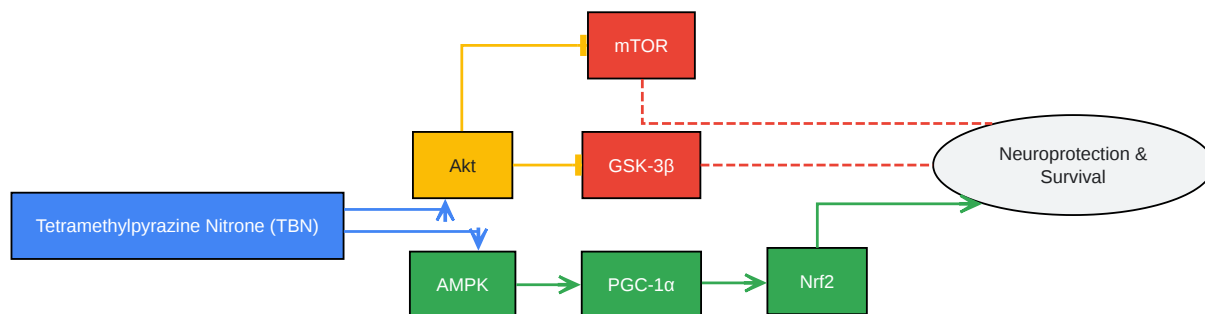 mTOR
Akt
GSK-3β
Neuroprotection &
Survival
Tetramethylpyrazine Nitrone (TBN)
AMPK
PGC-1α
Nrf2